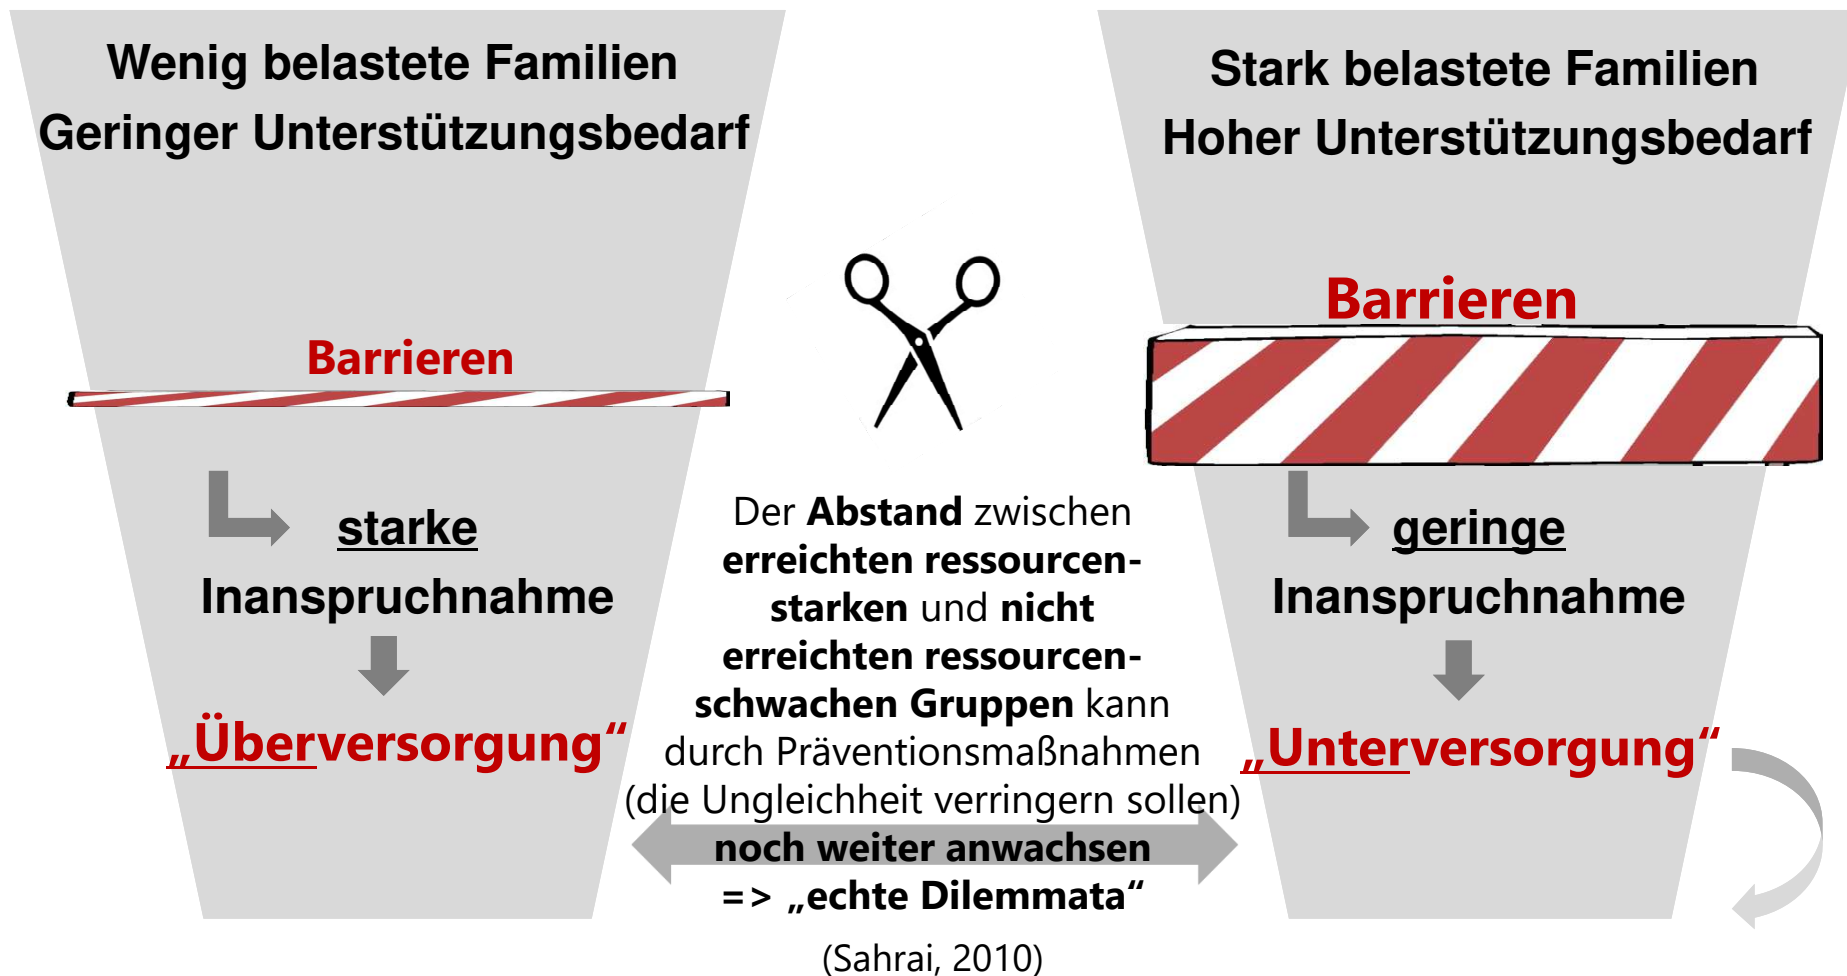 Wenig belastete Familien
Geringer Unterstützungsbedarf
Barrieren
starke
Inanspruchnahme
„Überversorgung“
Der Abstand zwischen
erreichten ressourcen-
starken und nicht
erreichten ressourcen-
schwachen Gruppen kann
durch Präventionsmaßnahmen
(die Ungleichheit verringern sollen)
noch weiter anwachsen
=> „echte Dilemmata“
(Sahrai, 2010)
Stark belastete Familien
Hoher Unterstützungsbedarf
Barrieren
geringe
Inanspruchnahme
„Unterversorgung“